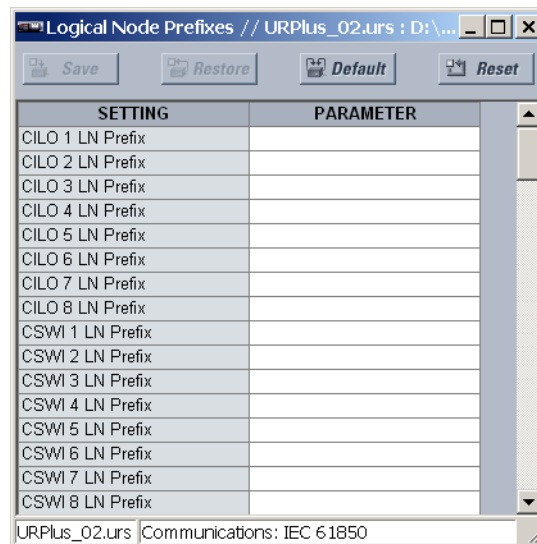 Logical Node Prefixes // URPlus_02.urs : D:\...
Save Restore Default Reset
SETTING PARAMETER
CILO 1 LN Prefix
CILO 2 LN Prefix
CILO 3 LN Prefix
CILO 4 LN Prefix
CILO 5 LN Prefix
CILO 6 LN Prefix
CILO 7 LN Prefix
CILO 8 LN Prefix
CSWI 1 LN Prefix
CSWI 2 LN Prefix
CSWI 3 LN Prefix
CSWI 4 LN Prefix
CSWI 5 LN Prefix
CSWI 6 LN Prefix
CSWI 7 LN Prefix
CSWI 8 LN Prefix
URPlus_02.urs Communications: IEC 61850